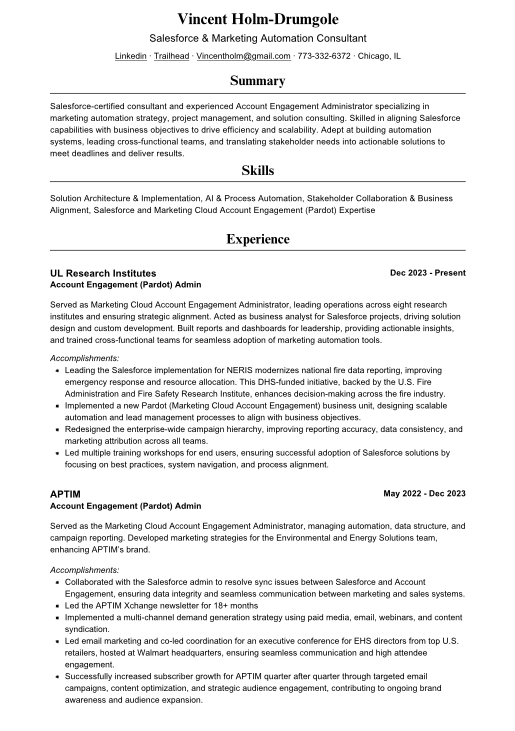 Vincent Holm-Drumgole
Salesforce & Marketing Automation Consultant
Linkedin · Trailhead · Vincentholm@gmail.com · 773-332-6372 · Chicago, IL
Summary
Salesforce-certified consultant and experienced Account Engagement Administrator specializing in
marketing automation strategy, project management, and solution consulting. Skilled in aligning Salesforce
capabilities with business objectives to drive efficiency and scalability. Adept at building automation
systems, leading cross-functional teams, and translating stakeholder needs into actionable solutions to
meet deadlines and deliver results.
Skills
Solution Architecture & Implementation, AI & Process Automation, Stakeholder Collaboration & Business
Alignment, Salesforce and Marketing Cloud Account Engagement (Pardot) Expertise
Experience
UL Research Institutes Dec 2023 - Present
Account Engagement (Pardot) Admin
Served as Marketing Cloud Account Engagement Administrator, leading operations across eight research
institutes and ensuring strategic alignment. Acted as business analyst for Salesforce projects, driving solution
design and custom development. Built reports and dashboards for leadership, providing actionable insights,
and trained cross-functional teams for seamless adoption of marketing automation tools.
Accomplishments:
▪ Leading the Salesforce implementation for NERIS modernizes national fire data reporting, improving
emergency response and resource allocation. This DHS-funded initiative, backed by the U.S. Fire
Administration and Fire Safety Research Institute, enhances decision-making across the fire industry.
▪ Implemented a new Pardot (Marketing Cloud Account Engagement) business unit, designing scalable
automation and lead management processes to align with business objectives.
▪ Redesigned the enterprise-wide campaign hierarchy, improving reporting accuracy, data consistency, and
marketing attribution across all teams.
▪ Led multiple training workshops for end users, ensuring successful adoption of Salesforce solutions by
focusing on best practices, system navigation, and process alignment.
APTIM May 2022 - Dec 2023
Account Engagement (Pardot) Admin
Served as the Marketing Cloud Account Engagement Administrator, managing automation, data structure, and
campaign reporting. Developed marketing strategies for the Environmental and Energy Solutions team,
enhancing APTIM's brand.
Accomplishments:
▪ Collaborated with the Salesforce admin to resolve sync issues between Salesforce and Account
Engagement, ensuring data integrity and seamless communication between marketing and sales systems.
▪ Led the APTIM Xchange newsletter for 18+ months
▪ Implemented a multi-channel demand generation strategy using paid media, email, webinars, and content
syndication.
▪ Led email marketing and co-led coordination for an executive conference for EHS directors from top U.S.
retailers, hosted at Walmart headquarters, ensuring seamless communication and high attendee
engagement.
▪ Successfully increased subscriber growth for APTIM quarter after quarter through targeted email
campaigns, content optimization, and strategic audience engagement, contributing to ongoing brand
awareness and audience expansion.